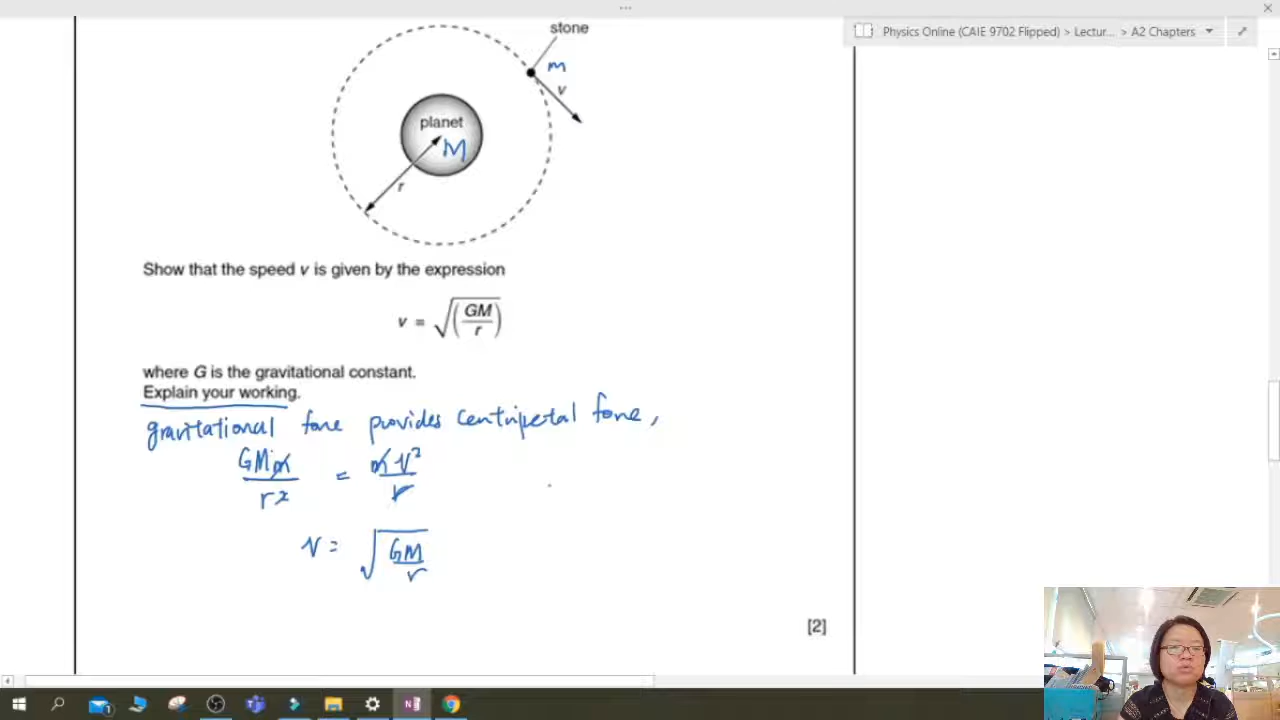 Physics Online (CAIE 9702 Flipped) > Lectur... > A2 Chapters
stone
m
v
planet
M
r
Show that the speed v is given by the expression
v = √(GM/r)
where G is the gravitational constant.
Explain your working.
gravitational force provides centripetal force,
GMm/r² = mv²/r
v = √GM/r
[2]